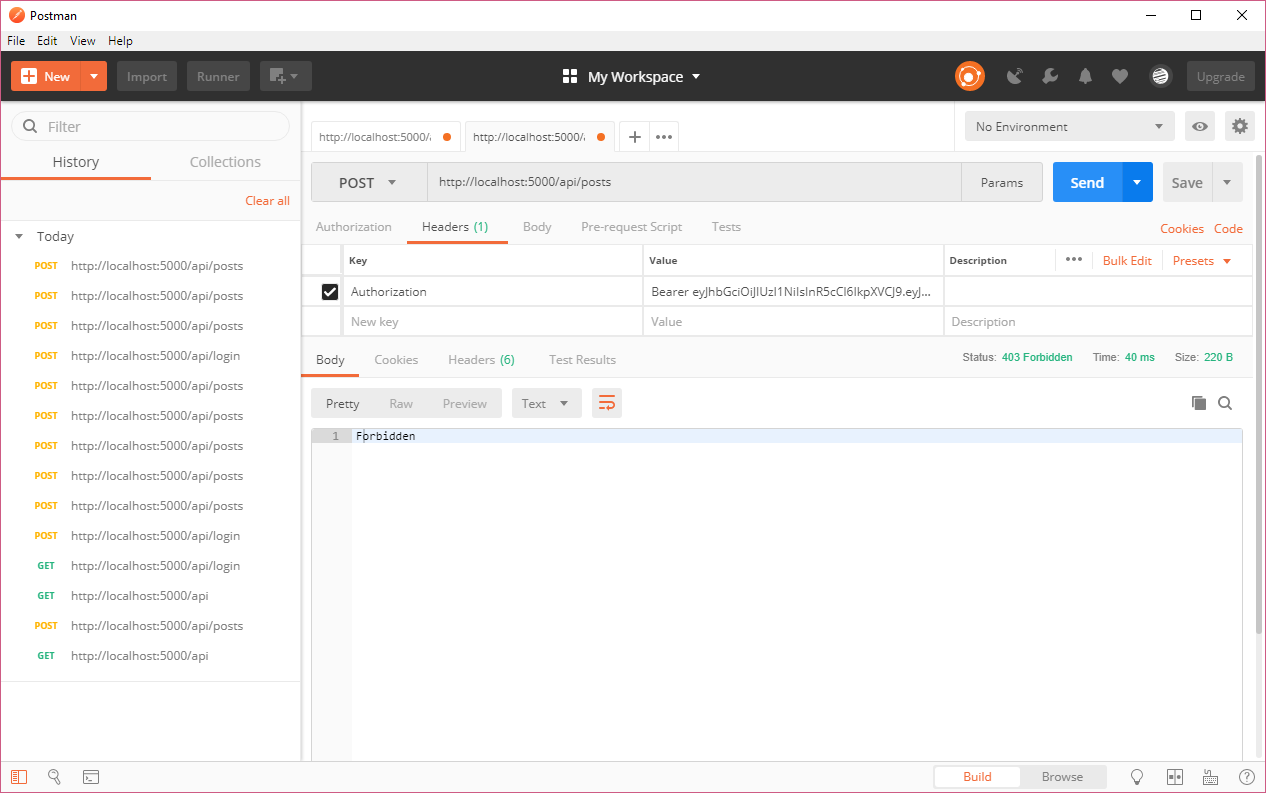 Postman
File Edit View Help
New Import Runner My Workspace Upgrade
Filter
History Collections
Clear all
Today
POST http://localhost:5000/api/posts
POST http://localhost:5000/api/posts
POST http://localhost:5000/api/posts
POST http://localhost:5000/api/login
POST http://localhost:5000/api/posts
POST http://localhost:5000/api/posts
POST http://localhost:5000/api/posts
POST http://localhost:5000/api/posts
POST http://localhost:5000/api/posts
POST http://localhost:5000/api/login
GET http://localhost:5000/api/login
GET http://localhost:5000/api
POST http://localhost:5000/api/posts
GET http://localhost:5000/api
http://localhost:5000/ http://localhost:5000/ No Environment
POST http://localhost:5000/api/posts Params Send Save
Authorization Headers (1) Body Pre-request Script Tests Cookies Code
Key Value Description Bulk Edit Presets
Authorization Bearer eyJhbGciOiJIUzI1NiIsInR5cCI6IkpXVCJ9.eyJ...
New key Value Description
Body Cookies Headers (6) Test Results Status: 403 Forbidden Time: 40 ms Size: 220 B
Pretty Raw Preview Text
1 Forbidden
Build Browse